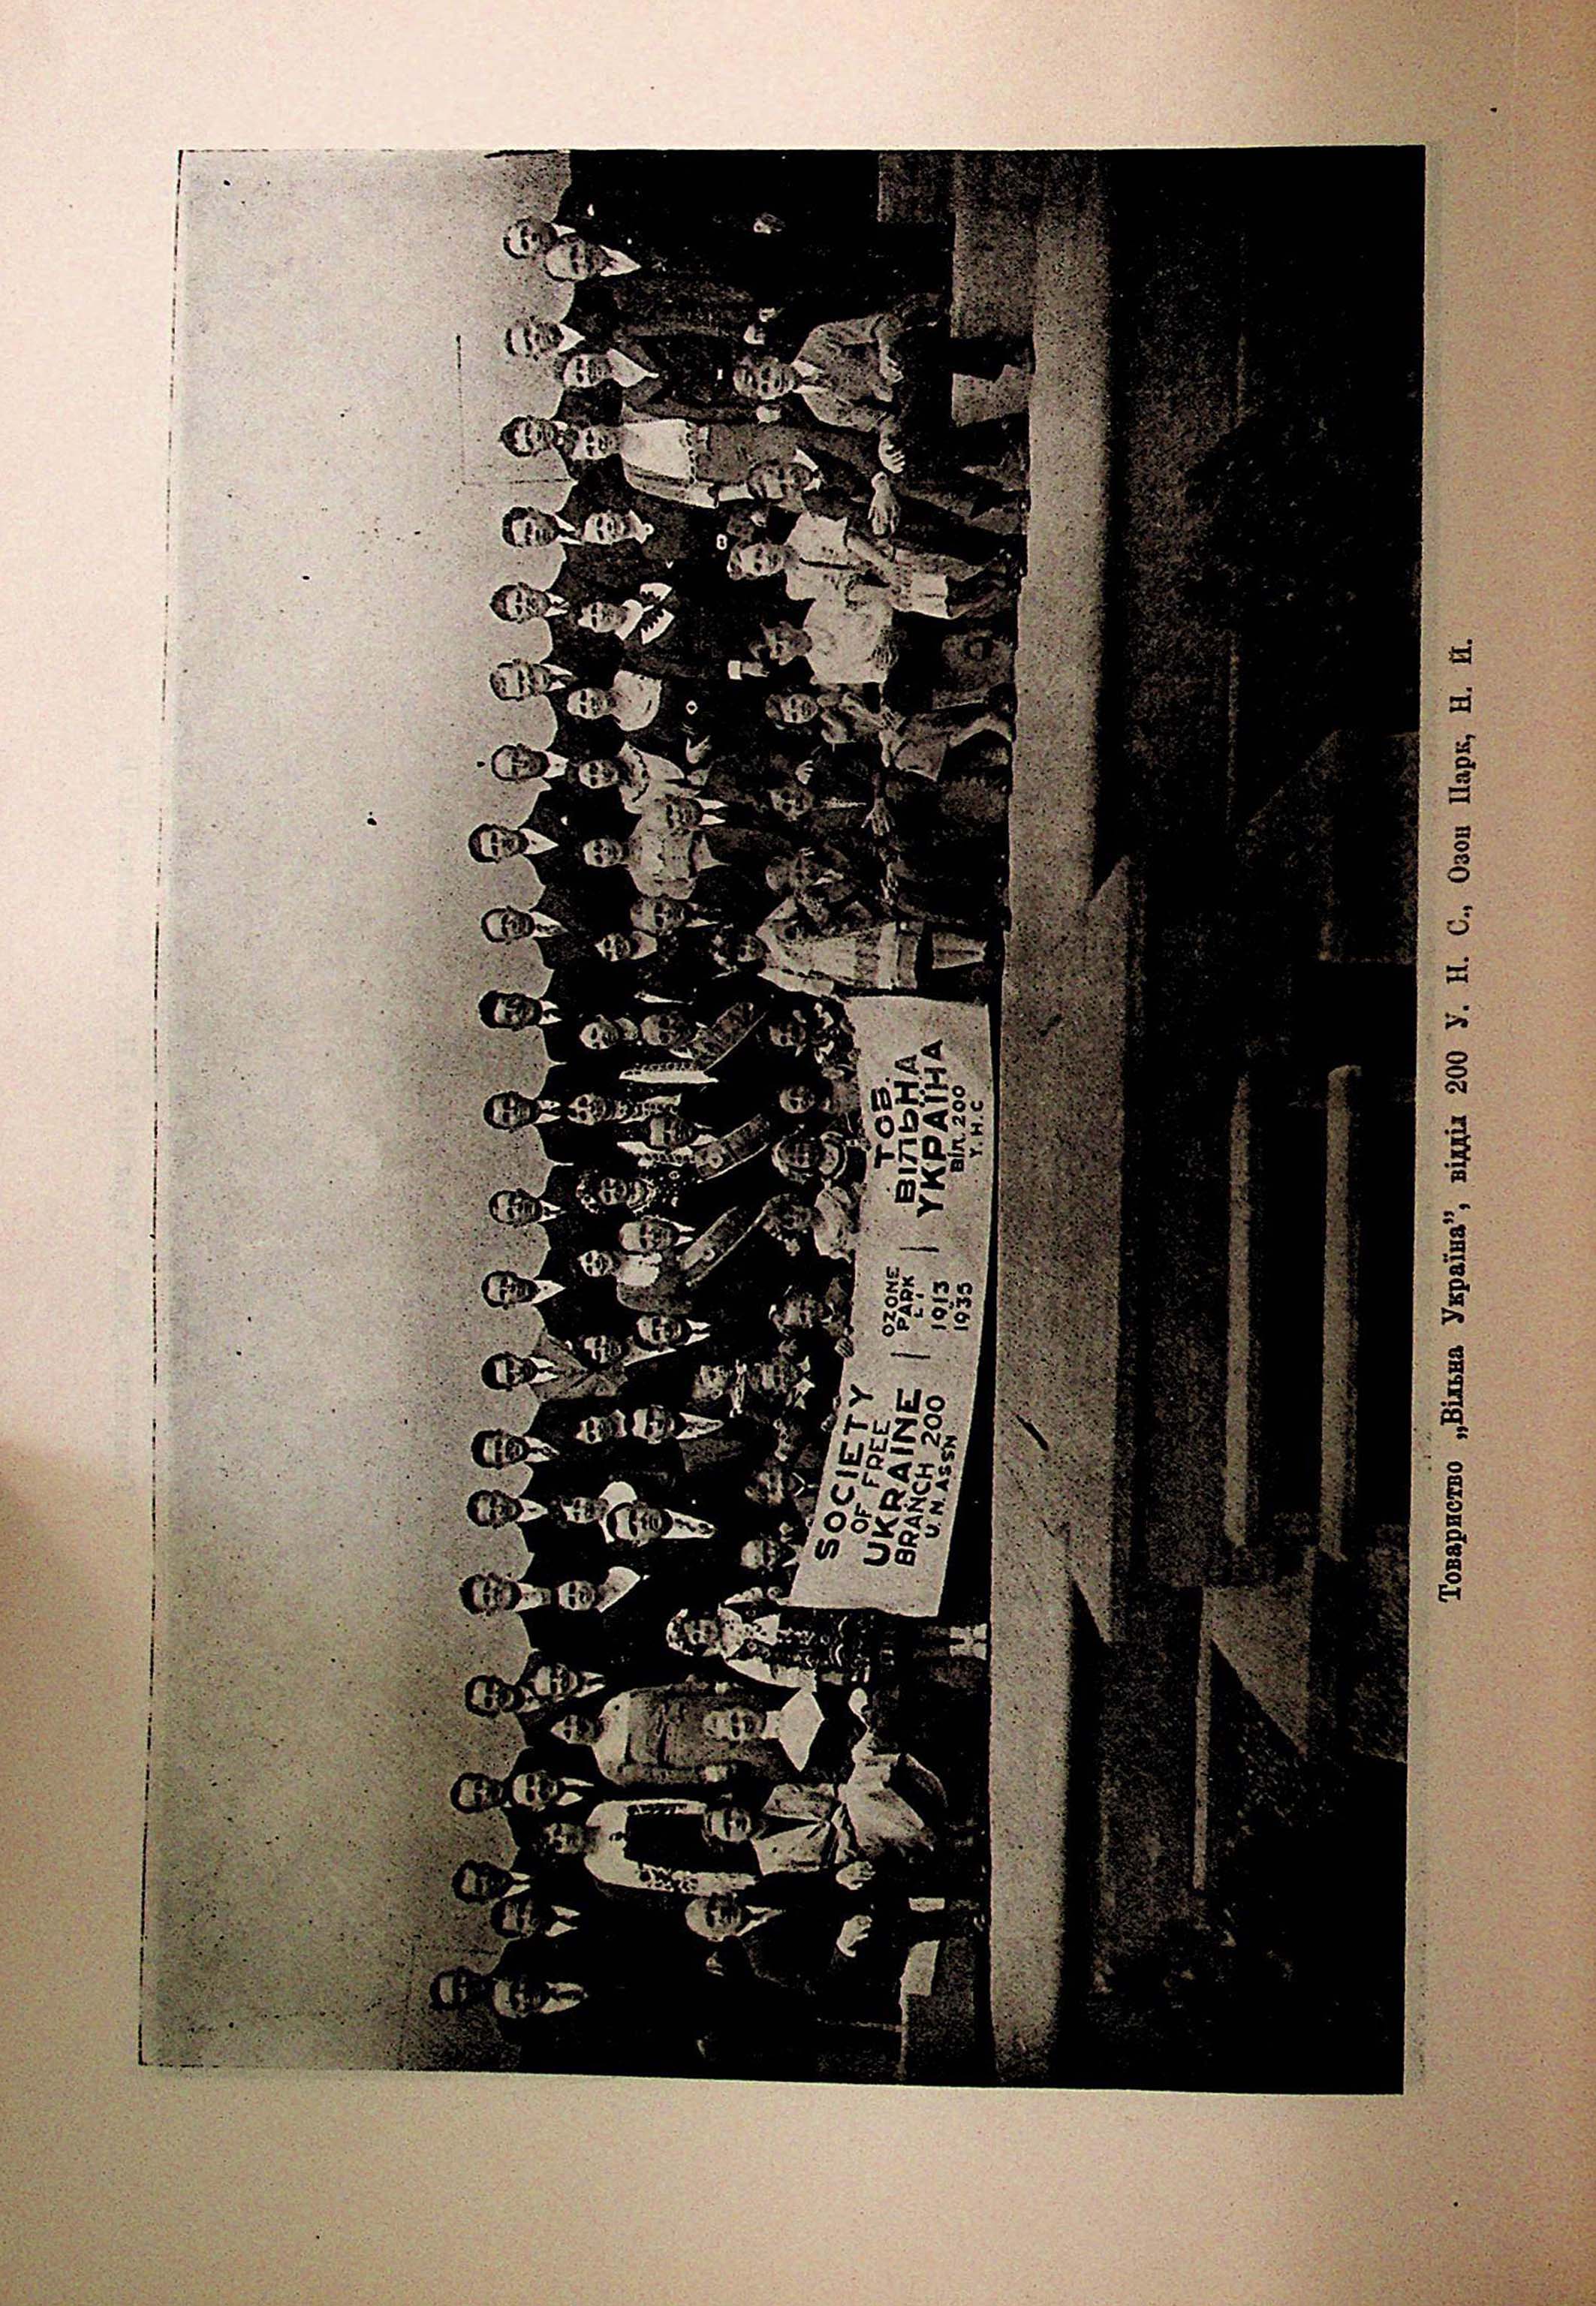 SOCIETY
OF FREE
UKRAINE
BRANCH 200
U.N.ASSN
OZONE
PARK
L I
1913
1935
ТОВ.
ВІЛЬНА
УКРАЇНА
ВІД. 200
У.Н.С
Товариство „Вільна Україна”, відділ 200 У. Н. С., Озон Парк, Н. Й.